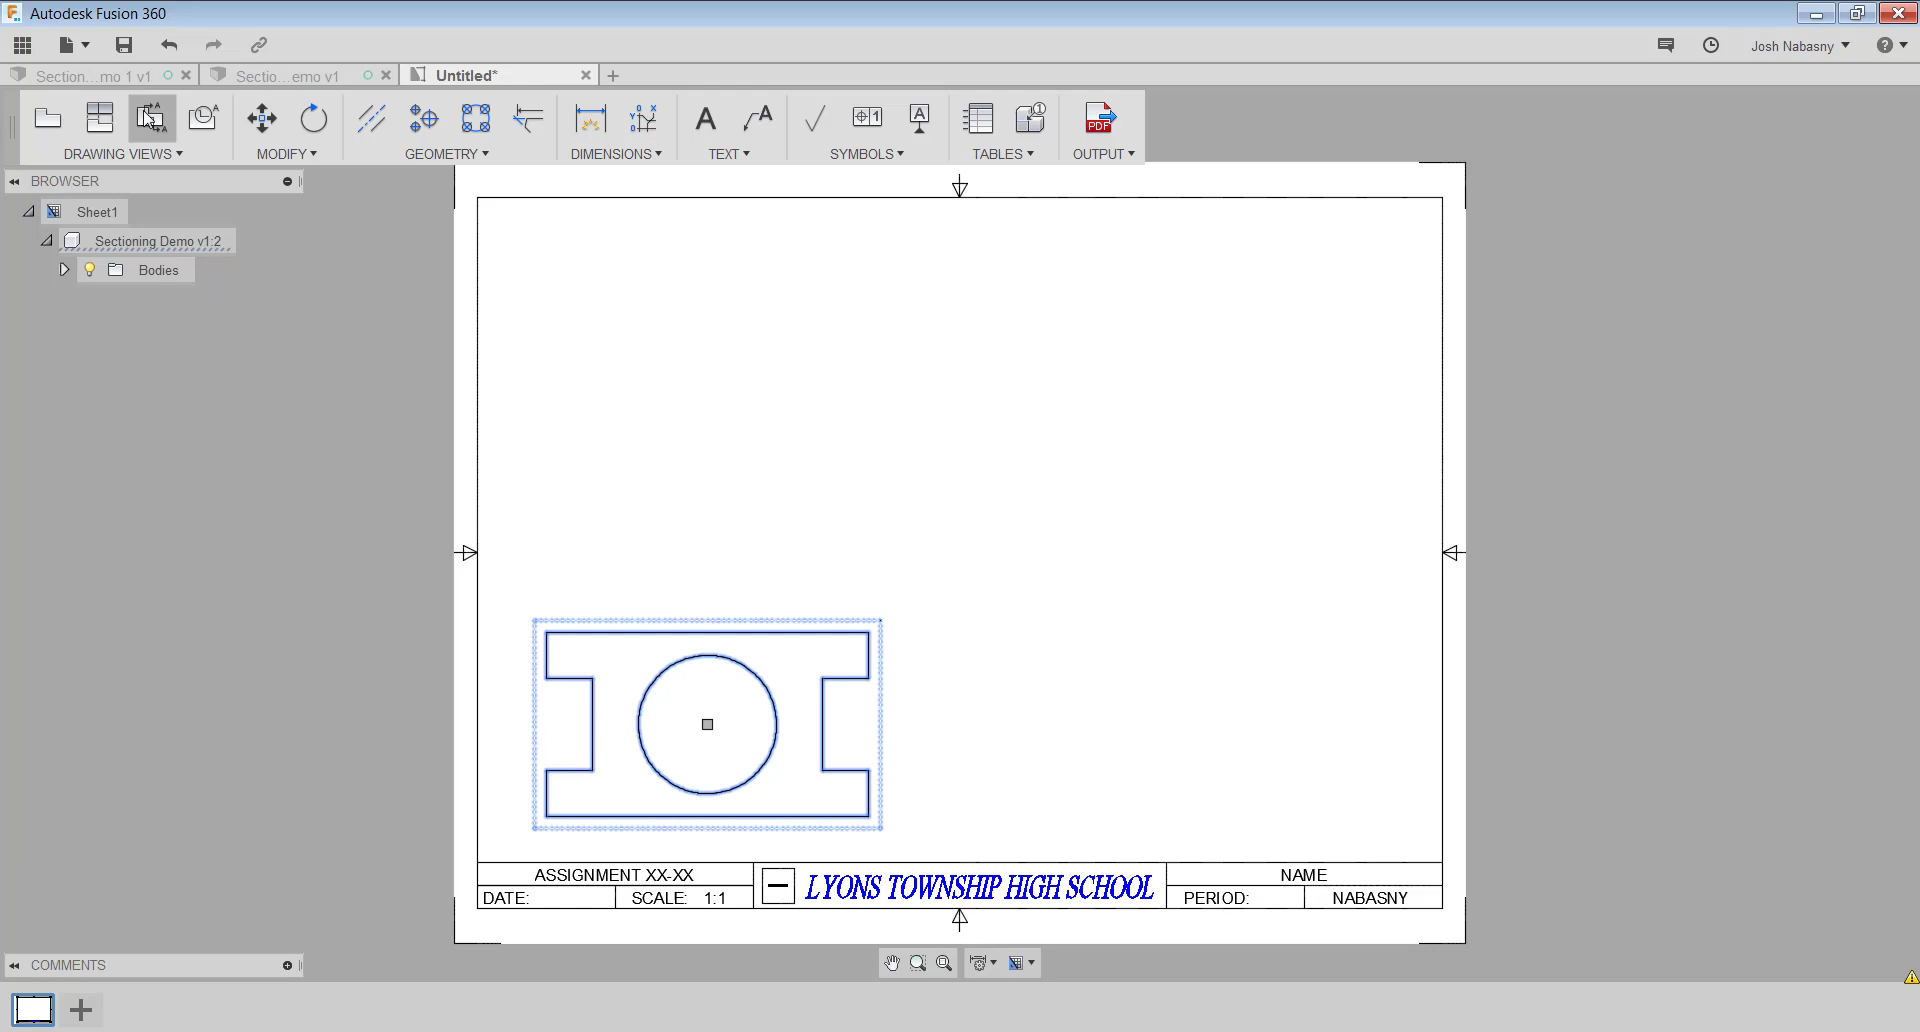 Autodesk Fusion 360
Josh Nabasny
Section...mo 1 v1
Sectio...emo v1
Untitled*
DRAWING VIEWS
MODIFY
GEOMETRY
DIMENSIONS
TEXT
SYMBOLS
TABLES
OUTPUT
BROWSER
Sheet1
Sectioning Demo v1:2
Bodies
ASSIGNMENT XX-XX
DATE:
SCALE: 1:1
LYONS TOWNSHIP HIGH SCHOOL
NAME
PERIOD:
NABASNY
COMMENTS